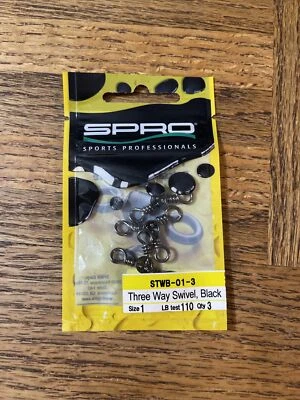 SPRO
SPORTS PROFESSIONALS
STWB-01-3
Three Way Swivel, Black
Size 1 LB test 110 Qty 3